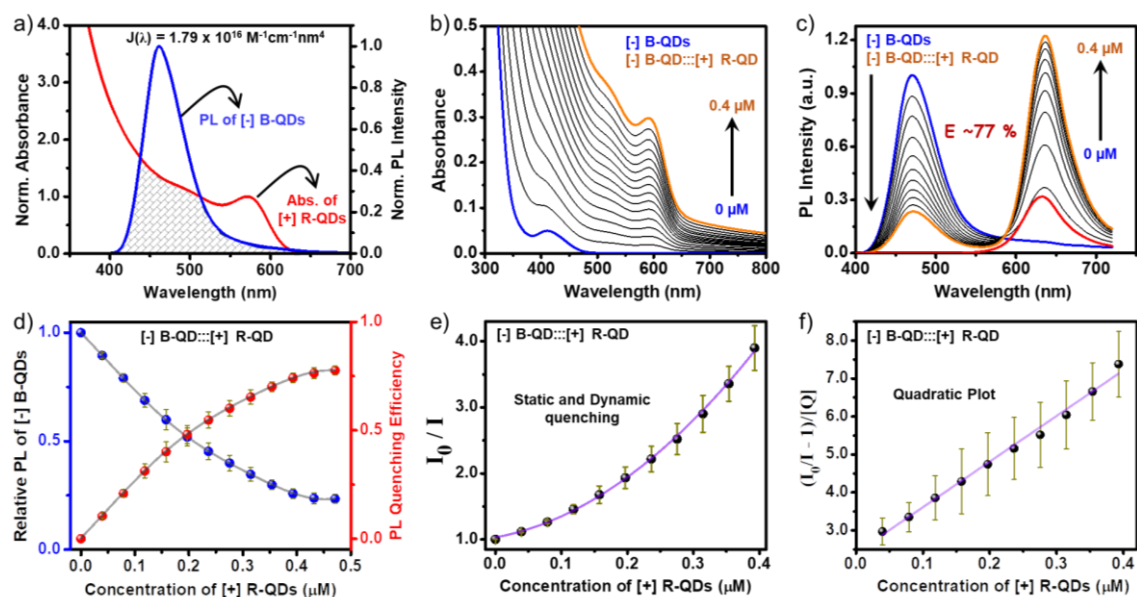 a).
J(λ) = 1.79 x 10¹⁶ M⁻¹cm⁻¹nm⁴
PL of [-] B-QDs
Abs. of
[+] R-QDs
4.0
3.0
2.0
1.0
0.0
Norm. Absorbance
1.0
0.8
0.6
0.4
0.2
0.0
Norm. PL Intensity
400
500
600
700
Wavelength (nm)
b)
[-] B-QDs
[-] B-QD:::[+] R-QD
0.4 µM
0 µM
0.5
0.4
0.3
0.2
0.1
0.0
Absorbance
300
400
500
600
700
800
Wavelength (nm)
c)
[-] B-QDs
[-] B-QD:::[+] R-QD
0.4 µM
E ~77 %
0 µM
1.2
0.9
0.6
0.3
0.0
PL Intensity (a.u.)
400
500
600
700
Wavelength (nm)
d)
[-] B-QD:::[+] R-QD
1.0
0.5
0.0
Relative PL of [-] B-QDs
1.0
0.5
0.0
PL Quenching Efficiency
0.0
0.1
0.2
0.3
0.4
0.5
Concentration of [+] R-QDs (µM)
e)
[-] B-QD:::[+] R-QD
Static and Dynamic
quenching
4.0
3.0
2.0
1.0
I₀ / I
0.0
0.1
0.2
0.3
0.4
Concentration of [+] R-QDs (µM)
f)
[-] B-QD:::[+] R-QD
Quadratic Plot
8.0
7.0
6.0
5.0
4.0
3.0
(I₀/I - 1)/[Q]
0.0
0.1
0.2
0.3
0.4
Concentration of [+] R-QDs (µM)